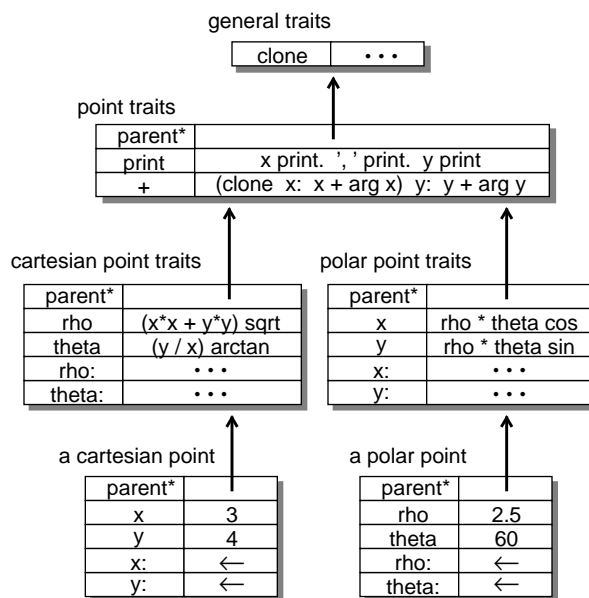 general traits
clone • • •
point traits
parent*
print x print. ’, ’ print. y print
+ (clone x: x + arg x) y: y + arg y
cartesian point traits
parent*
rho (x*x + y*y) sqrt
theta (y / x) arctan
rho: • • •
theta: • • •
polar point traits
parent*
x rho * theta cos
y rho * theta sin
x: • • •
y: • • •
a cartesian point
parent*
x 3
y 4
x: ←
y: ←
a polar point
parent*
rho 2.5
theta 60
rho: ←
theta: ←